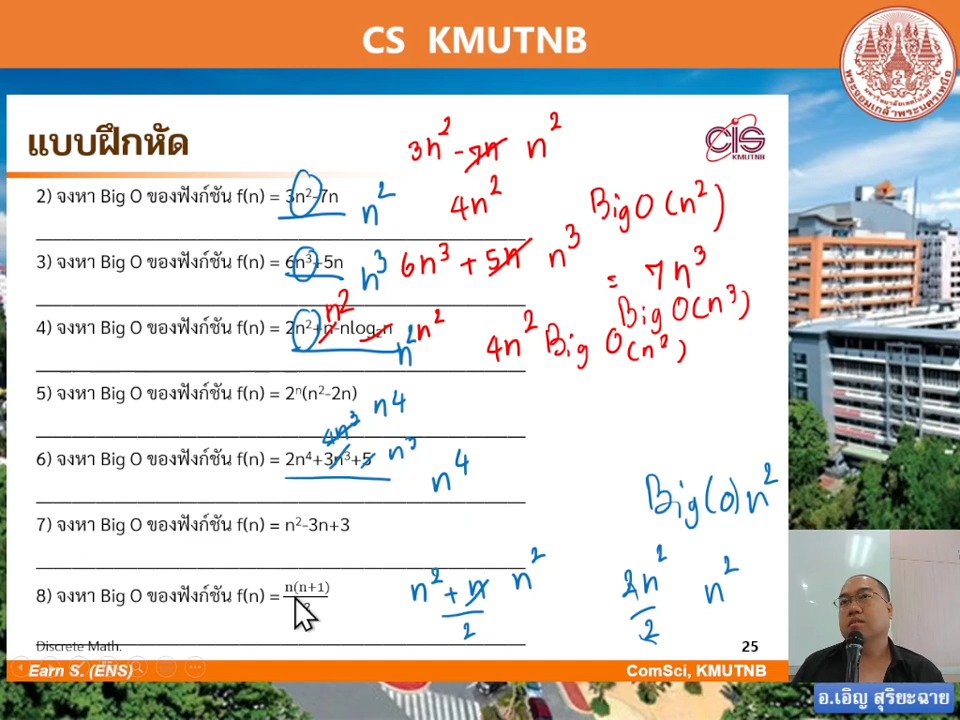 CS KMUTNB
แบบฝึกหัด
3n² - 7n n²
CIS
KMUTNB
2) จงหา Big O ของฟังก์ชัน f(n) = 3n²-7n
n²
4n²
Big O (n²)
3) จงหา Big O ของฟังก์ชัน f(n) = 6n³+5n
n³
6n³ + 5n n³
= 7n³
Big O(n³)
n²
4) จงหา Big O ของฟังก์ชัน f(n) = 2n²+n-nlog₂n
n²
n²
4n² Big O(n²)
5) จงหา Big O ของฟังก์ชัน f(n) = 2ⁿ(n²-2n)
n4
4n³
6) จงหา Big O ของฟังก์ชัน f(n) = 2n⁴+3n³+5
n³
n⁴
Big(O)n²
7) จงหา Big O ของฟังก์ชัน f(n) = n²-3n+3
8) จงหา Big O ของฟังก์ชัน f(n) = n(n+1)/2
n² + n / 2 n²
2n² / 2 n²
Discrete Math.
25
Earn S. (ENS)
ComSci, KMUTNB
อ.เอิญ สุริยะฉาย